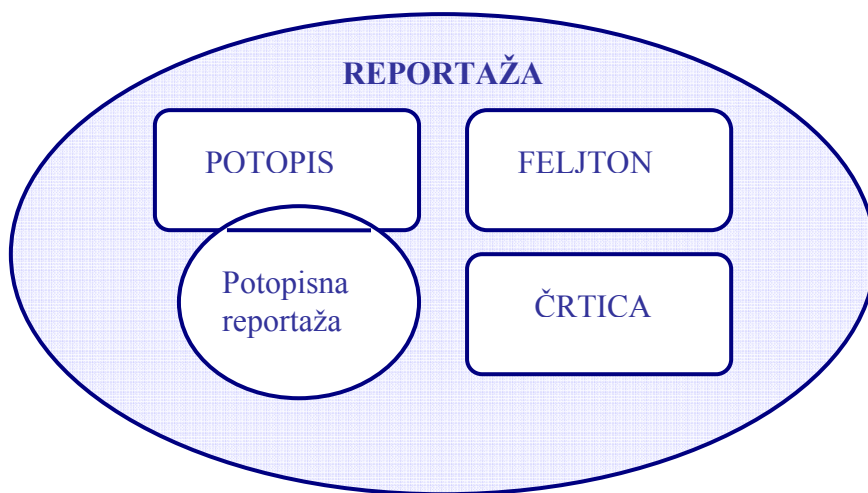 REPORTAŽA
POTOPIS
FELJTON
Potopisna
reportaža
ČRTICA